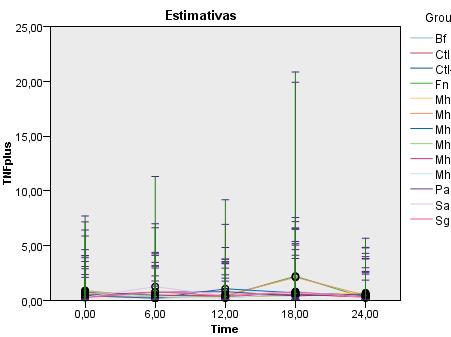 Estimativas
25,00
20,00
15,00
10,00
5,00
0,00
TNFplus
0,00 6,00 12,00 18,00 24,00
Time
Grou
Bf
Ctl
Ctl-
Fn
Mh
Mh
Mh
Mh
Mh
Mh
Pa
Sa
Sg